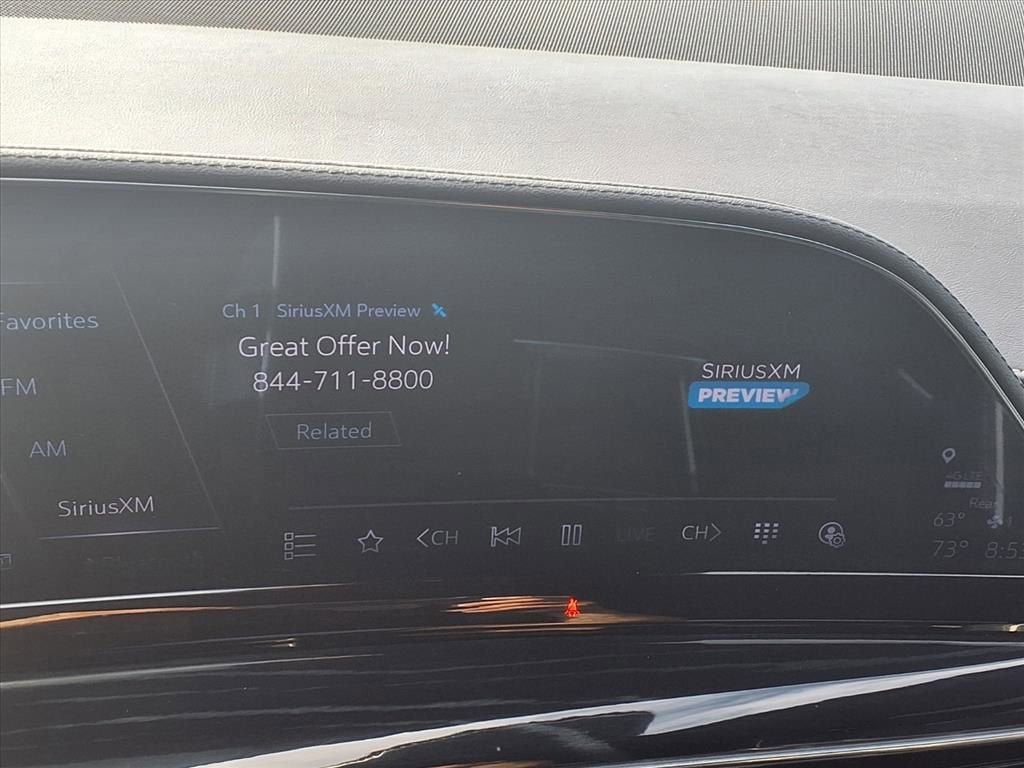 Favorites
FM
AM
SiriusXM
Ch 1 SiriusXM Preview
Great Offer Now!
844-711-8800
Related
SIRIUSXM
PREVIEW
<CH
LIVE
CH>
Rear
63°
73°